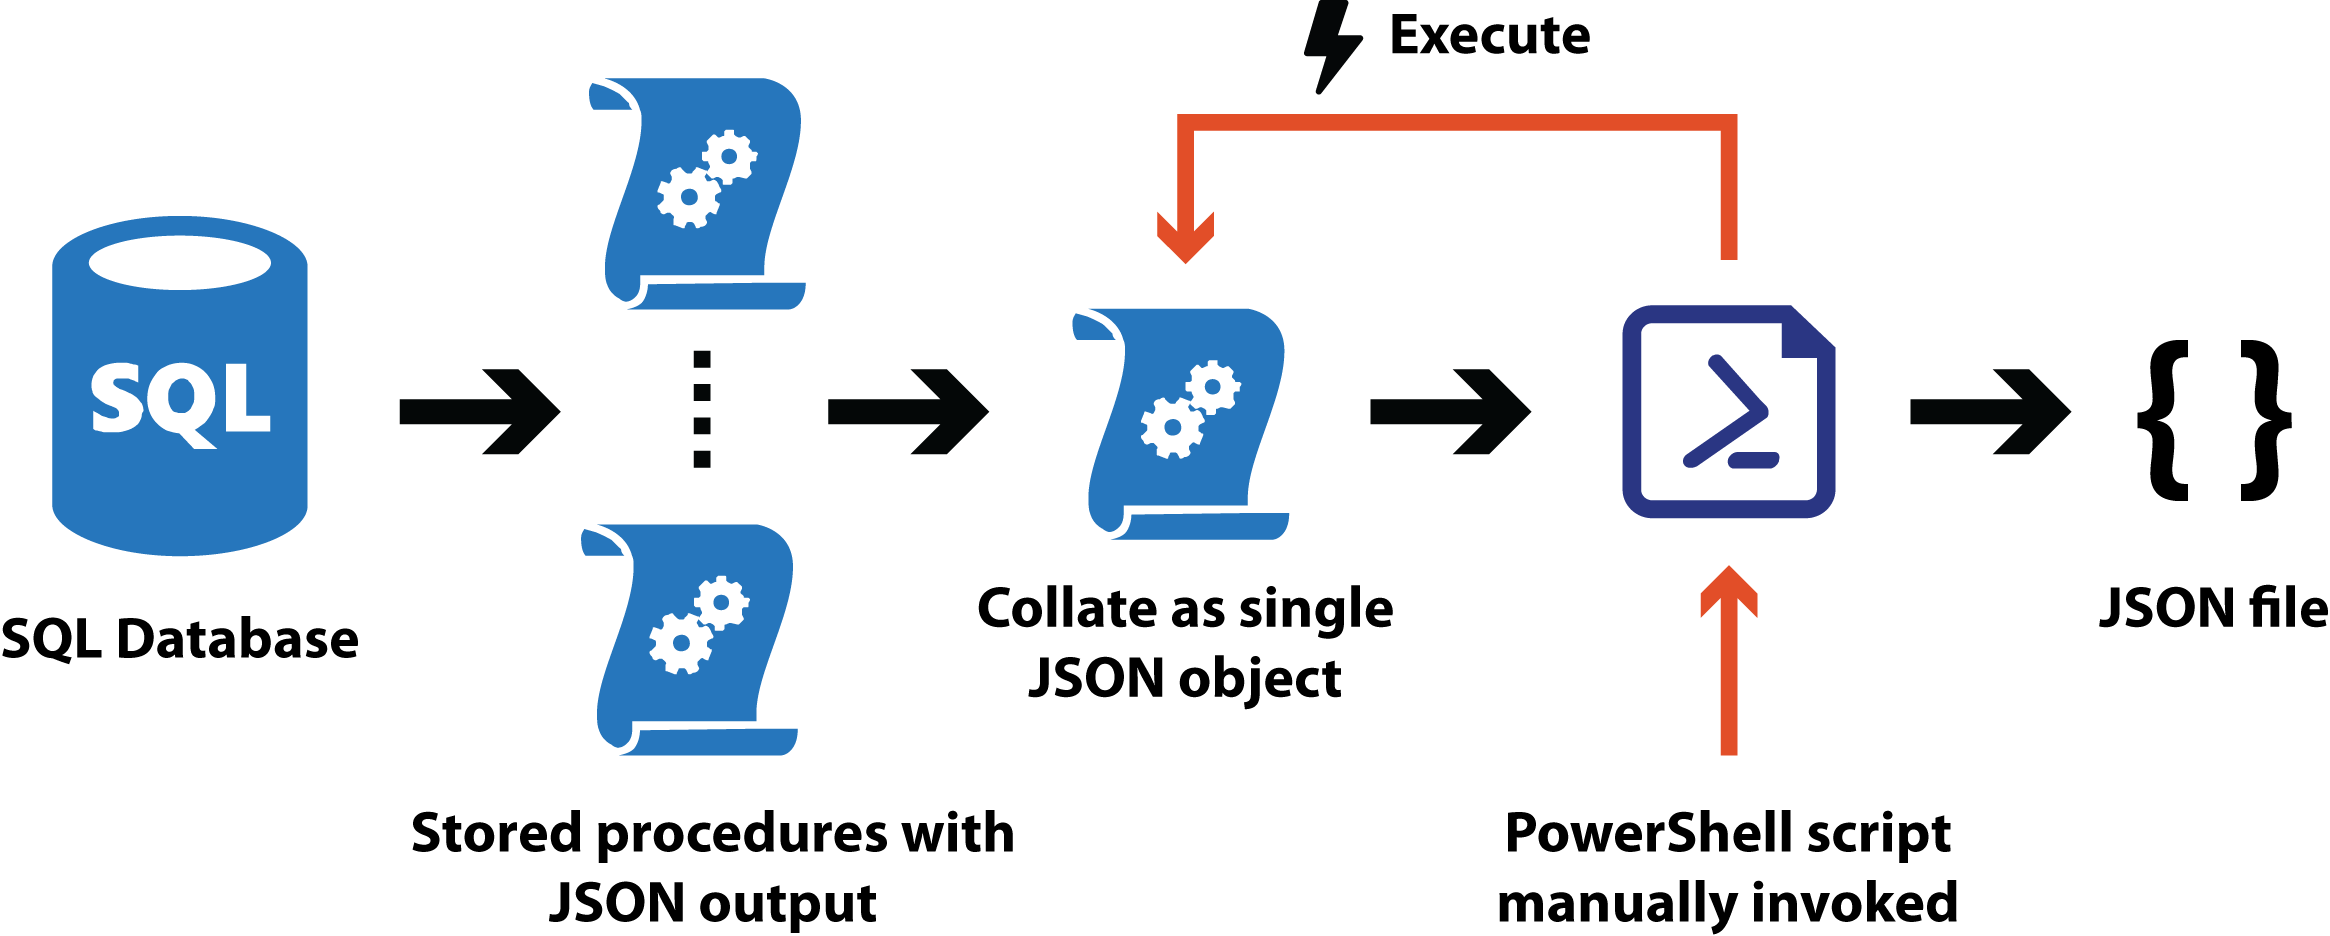 Execute
SQL
SQL Database
Stored procedures with
JSON output
Collate as single
JSON object
PowerShell script
manually invoked
{ }
JSON file